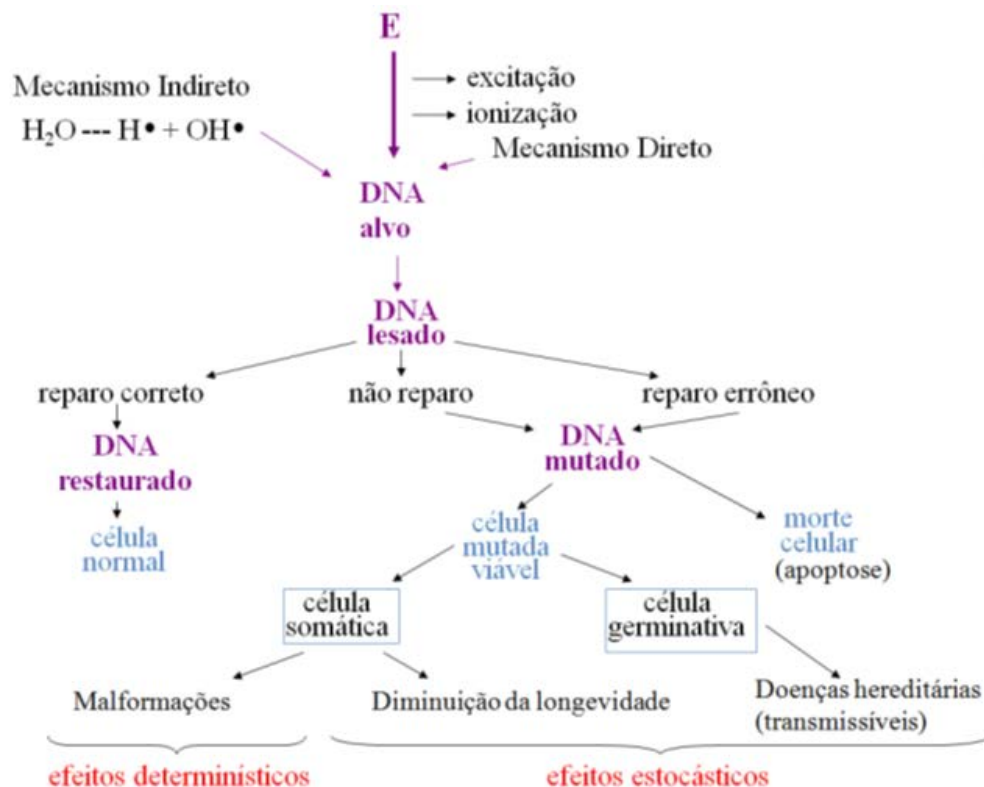 E
Mecanismo Indireto
H₂O --- H• + OH•
excitação
ionização
Mecanismo Direto
DNA
alvo
DNA
lesado
reparo correto
não reparo
reparo errôneo
DNA
restaurado
DNA
mutado
célula
normal
célula
mutada
viável
morte
celular
(apoptose)
célula
somática
célula
germinativa
Malformações
Diminuição da longevidade
Doenças hereditárias
(transmissíveis)
efeitos determinísticos
efeitos estocásticos